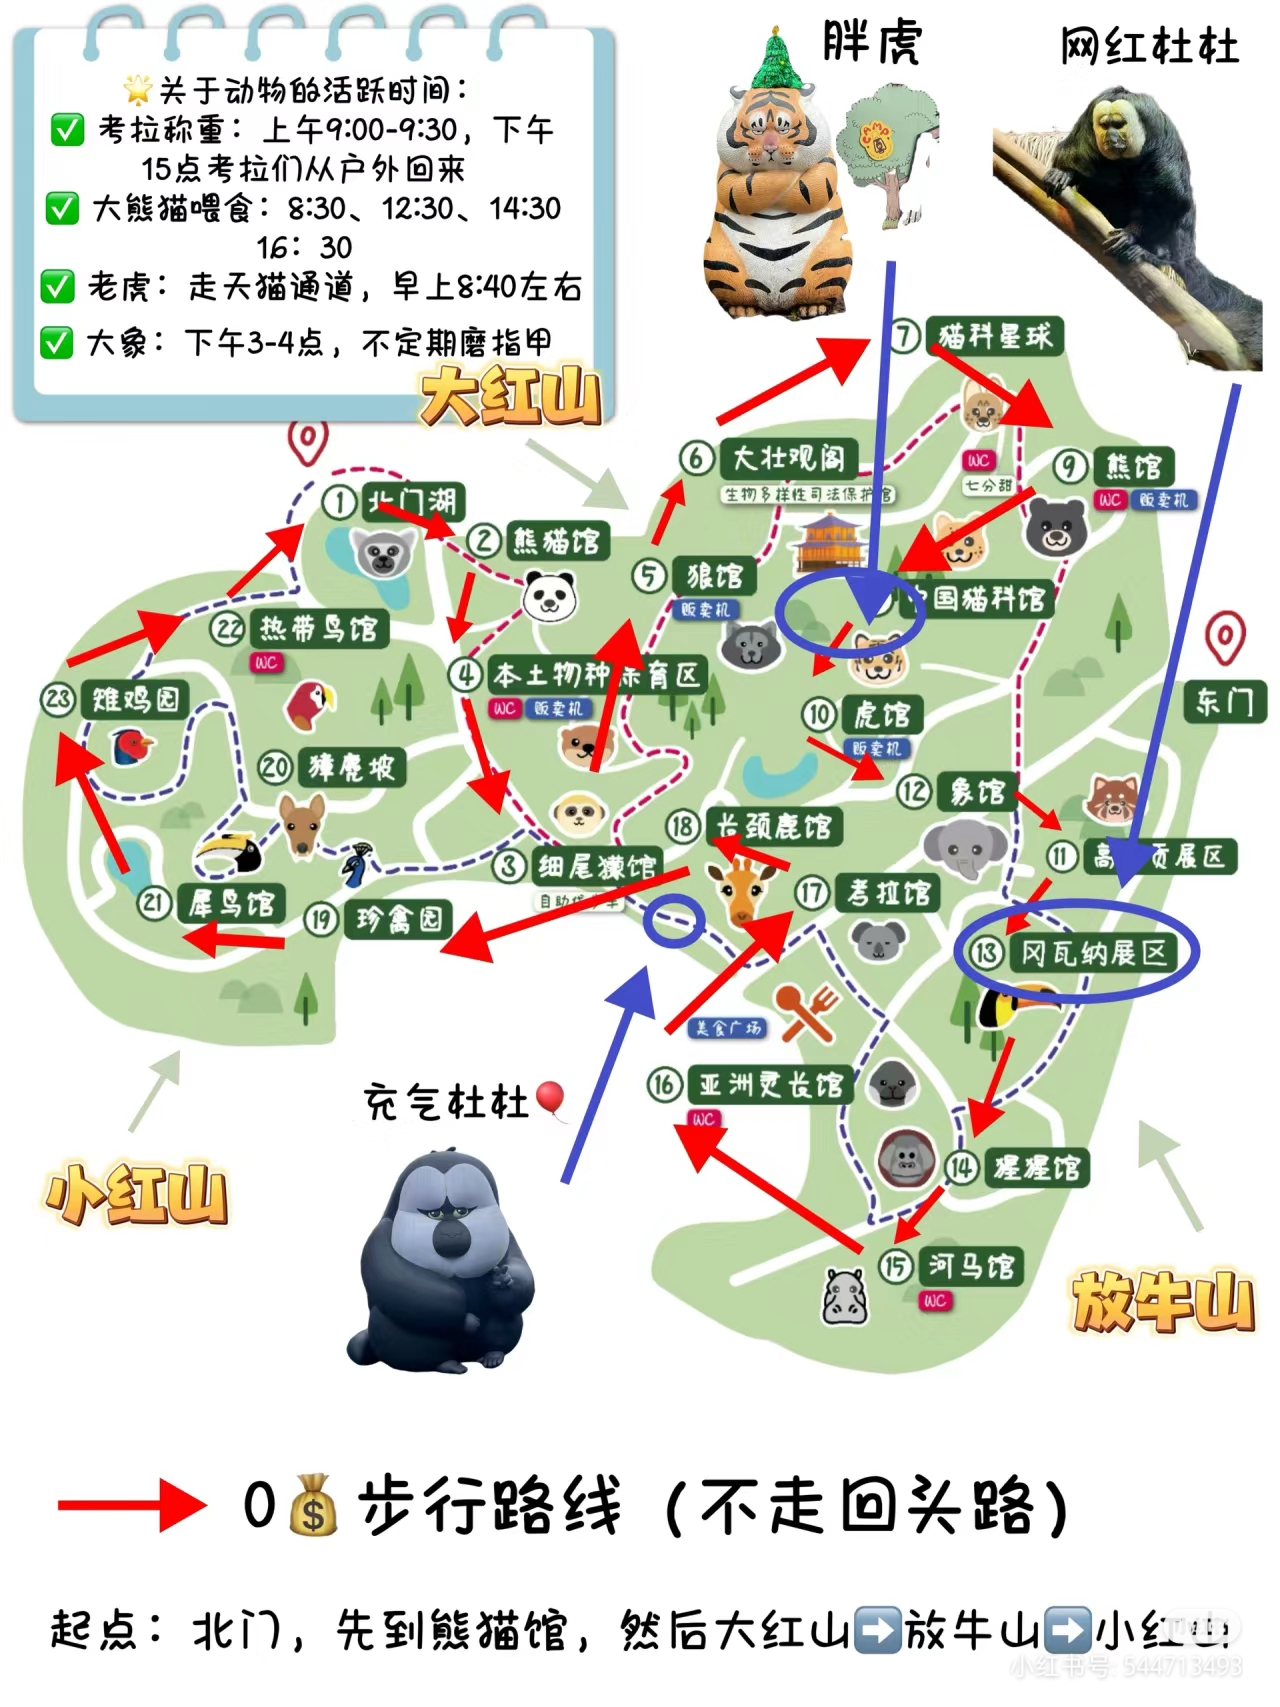 🌟关于动物的活跃时间：
✅ 考拉称重：上午9:00-9:30，下午
15点考拉们从户外回来
✅ 大熊猫喂食：8:30、12:30、14:30
16：30
✅ 老虎：走天猫通道，早上8:40左右
✅ 大象：下午3-4点，不定期磨指甲
胖虎
网红杜杜
CAMP
大红山
⑦ 猫科星球
⑥ 大壮观阁
生物多样性司法保护馆
WC
七分甜
⑨ 熊馆
WC 贩卖机
① 北门湖
② 熊猫馆
⑤ 狼馆
贩卖机
中国猫科馆
㉒ 热带鸟馆
WC
④ 本土物种保育区
WC 贩卖机
㉓ 雉鸡园
东门
⑩ 虎馆
贩卖机
⑳ 獐麂坡
⑫ 象馆
⑱ 长颈鹿馆
⑪ 高 贡展区
③ 细尾獴馆
自助 车
⑰ 考拉馆
㉑ 犀鸟馆
⑲ 珍禽园
⑬ 冈瓦纳展区
美食广场
⑯ 亚洲灵长馆
WC
充气杜杜🎈
小红山
⑭ 猩猩馆
⑮ 河马馆
WC
放牛山
0💰步行路线（不走回头路）
起点：北门，先到熊猫馆，然后大红山➡️放牛山➡️小红山
小红书号: 544713493